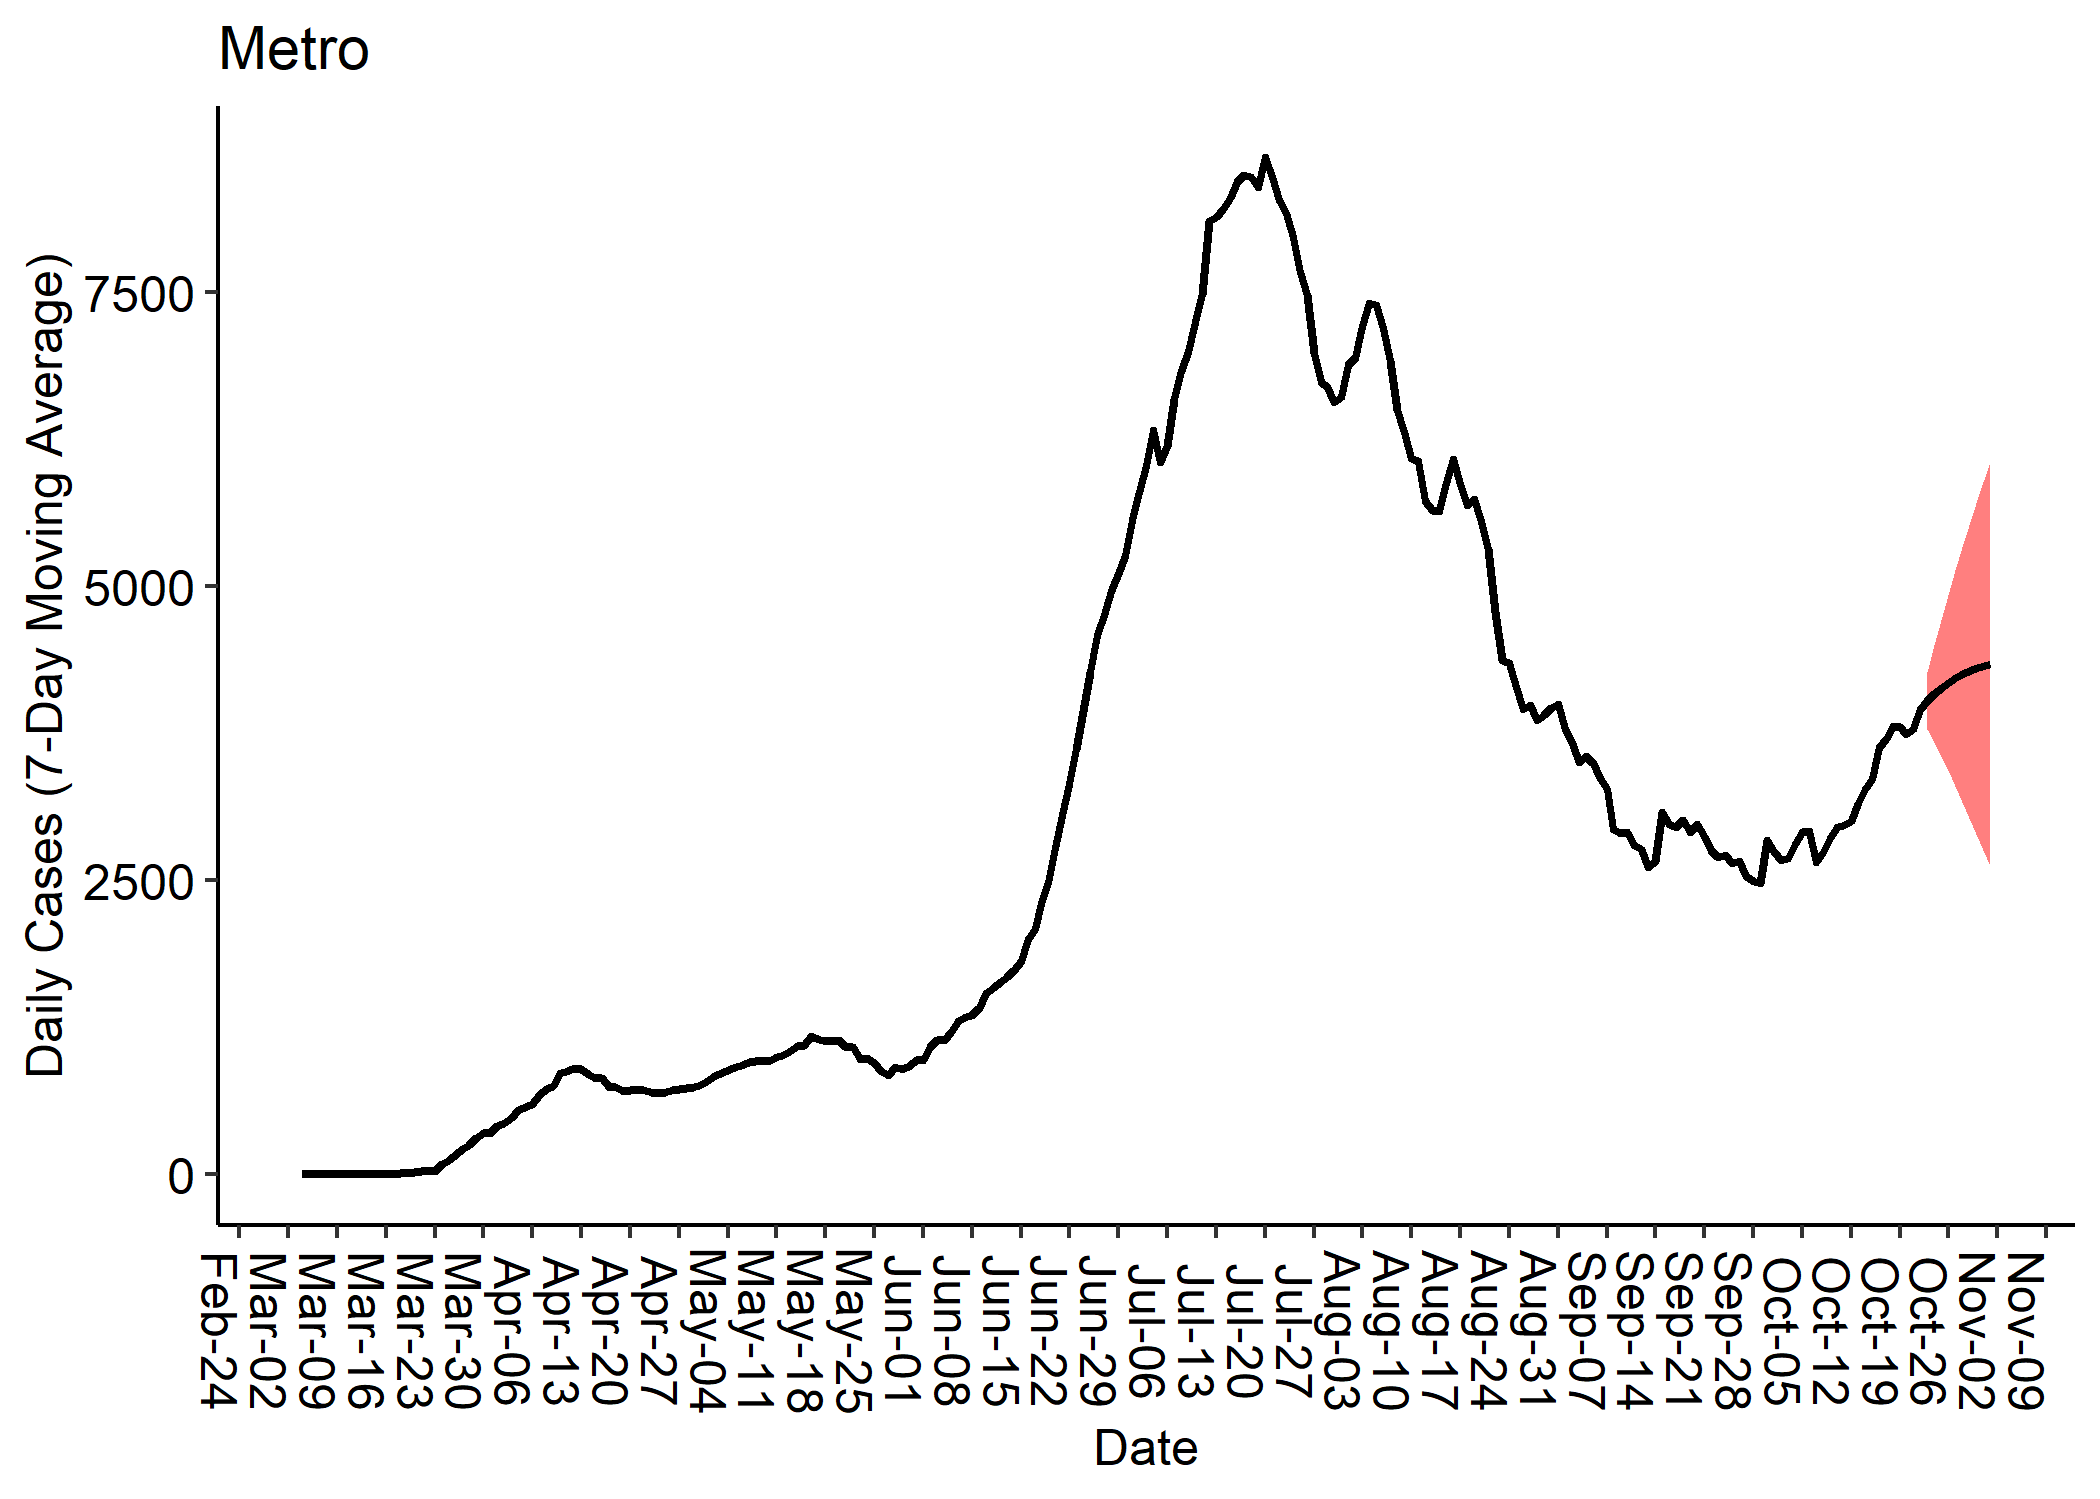 Metro
Daily Cases (7-Day Moving Average)
7500
5000
2500
0
Feb-24
Mar-02
Mar-09
Mar-16
Mar-23
Mar-30
Apr-06
Apr-13
Apr-20
Apr-27
May-04
May-11
May-18
May-25
Jun-01
Jun-08
Jun-15
Jun-22
Jun-29
Jul-06
Jul-13
Jul-20
Jul-27
Aug-03
Aug-10
Aug-17
Aug-24
Aug-31
Sep-07
Sep-14
Sep-21
Sep-28
Oct-05
Oct-12
Oct-19
Oct-26
Nov-02
Nov-09
Date